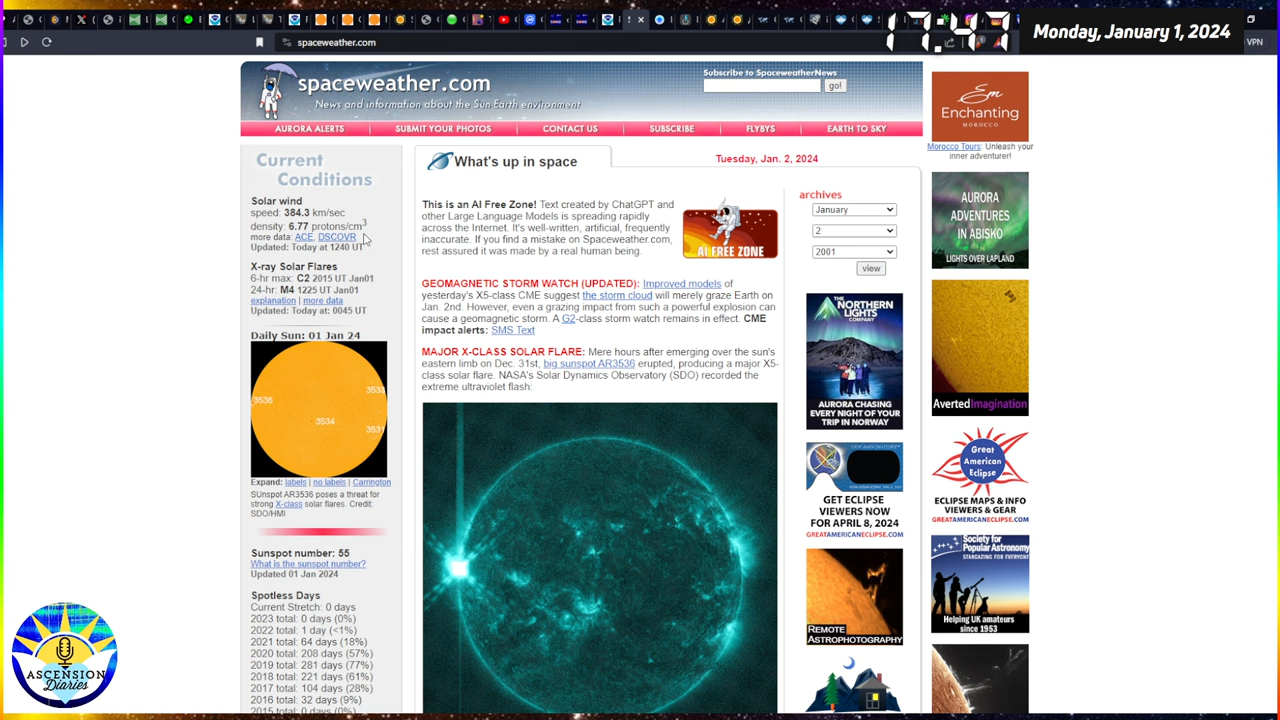 17:47
Monday, January 1, 2024
spaceweather.com
VPN
spaceweather.com
News and information about the Sun-Earth environment
Subscribe to SpaceweatherNews
go!
AURORA ALERTS
SUBMIT YOUR PHOTOS
CONTACT US
SUBSCRIBE
FLYBYS
EARTH TO SKY
Current
Conditions
Solar wind
speed: 384.3 km/sec
density: 6.77 protons/cm3
more data: ACE, DSCOVR
Updated: Today at 1240 UT
X-ray Solar Flares
6-hr max: C2 2015 UT Jan01
24-hr: M4 1225 UT Jan01
explanation | more data
Updated: Today at: 0045 UT
Daily Sun: 01 Jan 24
3536
3534
Expand: labels | no labels | Carrington
SUnspot AR3536 poses a threat for
strong X-class solar flares. Credit:
SDO/HMI
Sunspot number: 55
What is the sunspot number?
Updated 01 Jan 2024
Spotless Days
Current Stretch: 0 days
2023 total: 0 days (0%)
2022 total: 1 day (<1%)
2021 total: 64 days (18%)
2020 total: 208 days (57%)
2019 total: 281 days (77%)
2018 total: 221 days (61%)
2017 total: 104 days (28%)
2016 total: 32 days (9%)
2015 total: 0 days (0%)
What's up in space
Tuesday, Jan. 2, 2024
This is an AI Free Zone! Text created by ChatGPT and
other Large Language Models is spreading rapidly
across the Internet. It's well-written, artificial, frequently
inaccurate. If you find a mistake on Spaceweather.com,
rest assured it was made by a real human being.
AI FREE ZONE
GEOMAGNETIC STORM WATCH (UPDATED): Improved models of
yesterday's X5-class CME suggest the storm cloud will merely graze Earth on
Jan. 2nd. However, even a grazing impact from such a powerful explosion can
cause a geomagnetic storm. A G2-class storm watch remains in effect. CME
impact alerts: SMS Text
MAJOR X-CLASS SOLAR FLARE: Mere hours after emerging over the sun's
eastern limb on Dec. 31st, big sunspot AR3536 erupted, producing a major X5-
class solar flare. NASA's Solar Dynamics Observatory (SDO) recorded the
extreme ultraviolet flash:
archives
January
2
2001
view
THE
NORTHERN
LIGHTS
COMPANY
AURORA CHASING
EVERY NIGHT OF YOUR
TRIP IN NORWAY
GET ECLIPSE
VIEWERS NOW
FOR APRIL 8, 2024
GREATAMERICANECLIPSE.COM
REMOTE
ASTROPHOTOGRAPHY
Em
Enchanting
MOROCCO
Morocco Tours: Unleash your
inner adventurer!
AURORA
ADVENTURES
IN ABISKO
LIGHTS OVER LAPLAND
AvertedImagination
Great
American
Eclipse
ECLIPSE MAPS & INFO
VIEWERS & GEAR
GREATAMERICANECLIPSE.COM
Society for
Popular Astronomy
STARGAZING FOR EVERYONE
Helping UK amateurs
since 1953
ASCENSION
Diaries